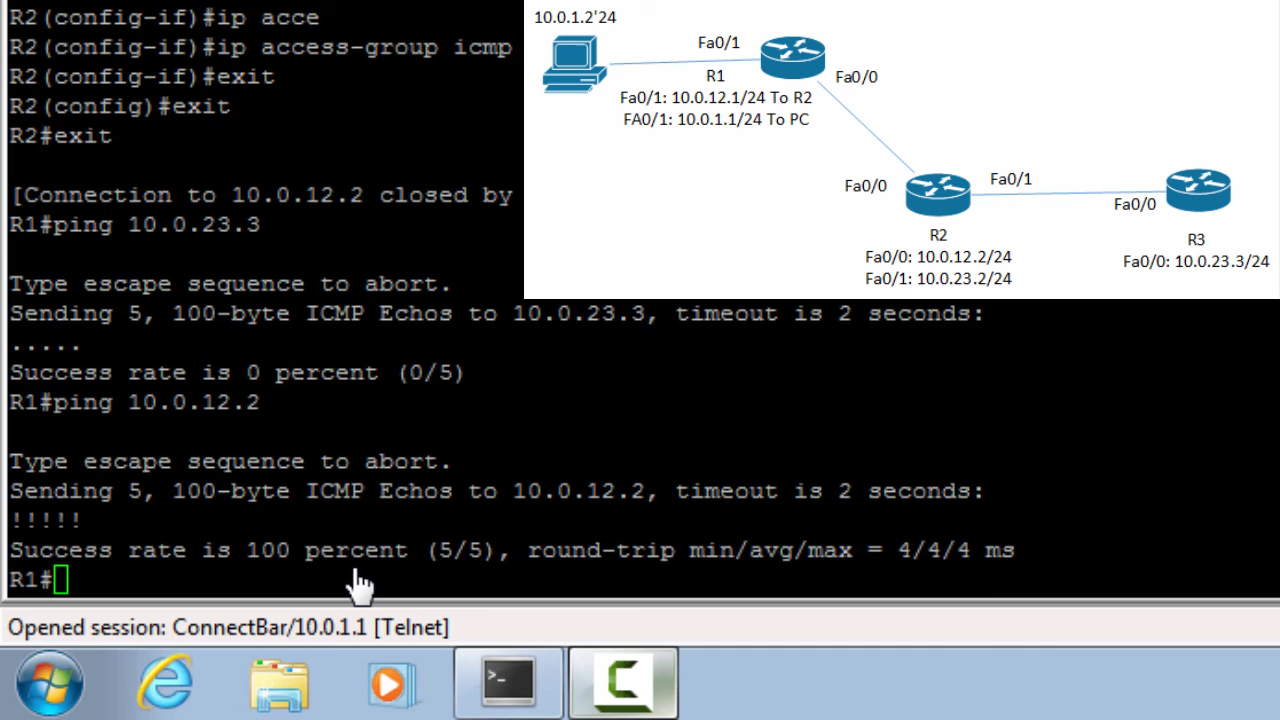 R2(config-if)#ip acce
R2(config-if)#ip access-group icmp
R2(config-if)#exit
R2(config)#exit
R2#exit
[Connection to 10.0.12.2 closed by
R1#ping 10.0.23.3
Type escape sequence to abort.
Sending 5, 100-byte ICMP Echos to 10.0.23.3, timeout is 2 seconds:
.....
Success rate is 0 percent (0/5)
R1#ping 10.0.12.2
Type escape sequence to abort.
Sending 5, 100-byte ICMP Echos to 10.0.12.2, timeout is 2 seconds:
!!!!!
Success rate is 100 percent (5/5), round-trip min/avg/max = 4/4/4 ms
R1#
10.0.1.2'24
Fa0/1
R1
Fa0/0
Fa0/1: 10.0.12.1/24 To R2
FA0/1: 10.0.1.1/24 To PC
Fa0/0
Fa0/1
Fa0/0
R2
Fa0/0: 10.0.12.2/24
Fa0/1: 10.0.23.2/24
R3
Fa0/0: 10.0.23.3/24
Opened session: ConnectBar/10.0.1.1 [Telnet]
>_
C